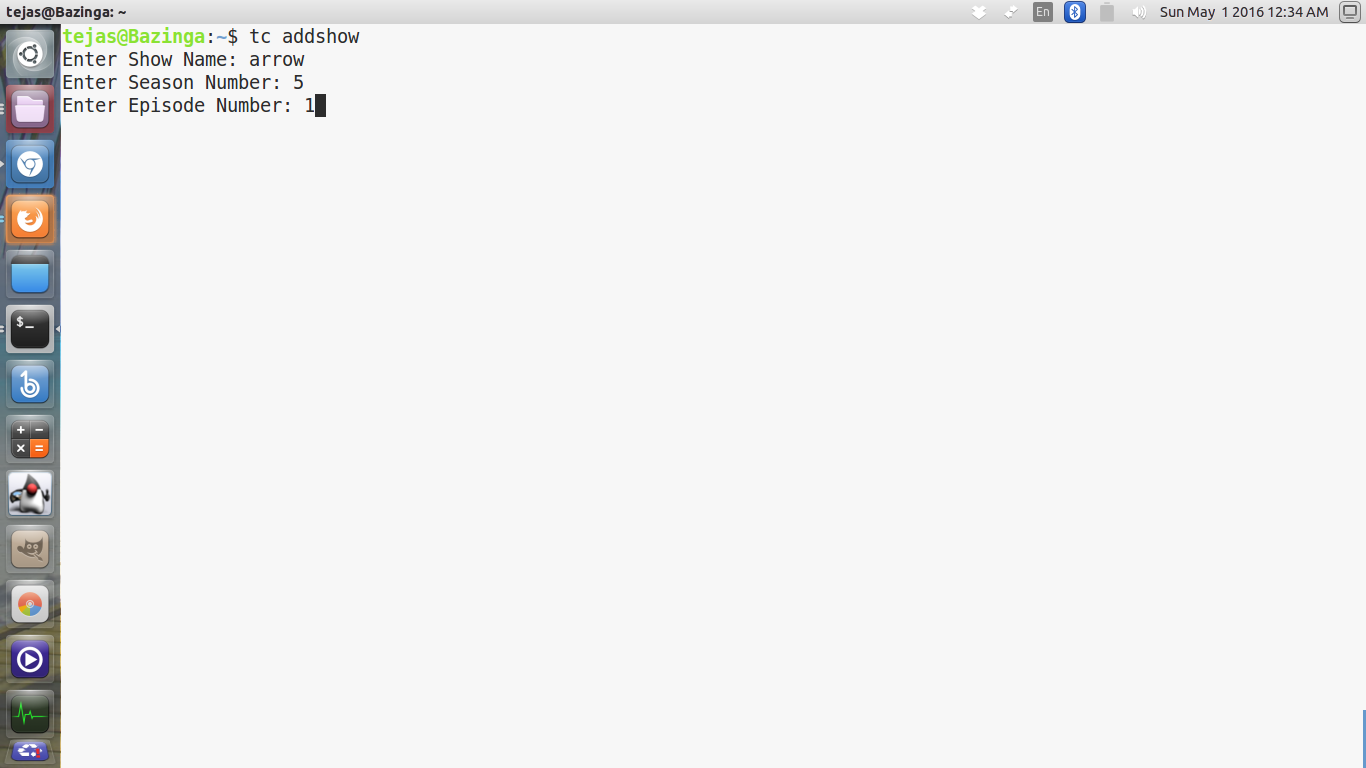 tejas@Bazinga: ~
En
Sun May 1 2016 12:34 AM
tejas@Bazinga:~$ tc addshow
Enter Show Name: arrow
Enter Season Number: 5
Enter Episode Number: 1
$_